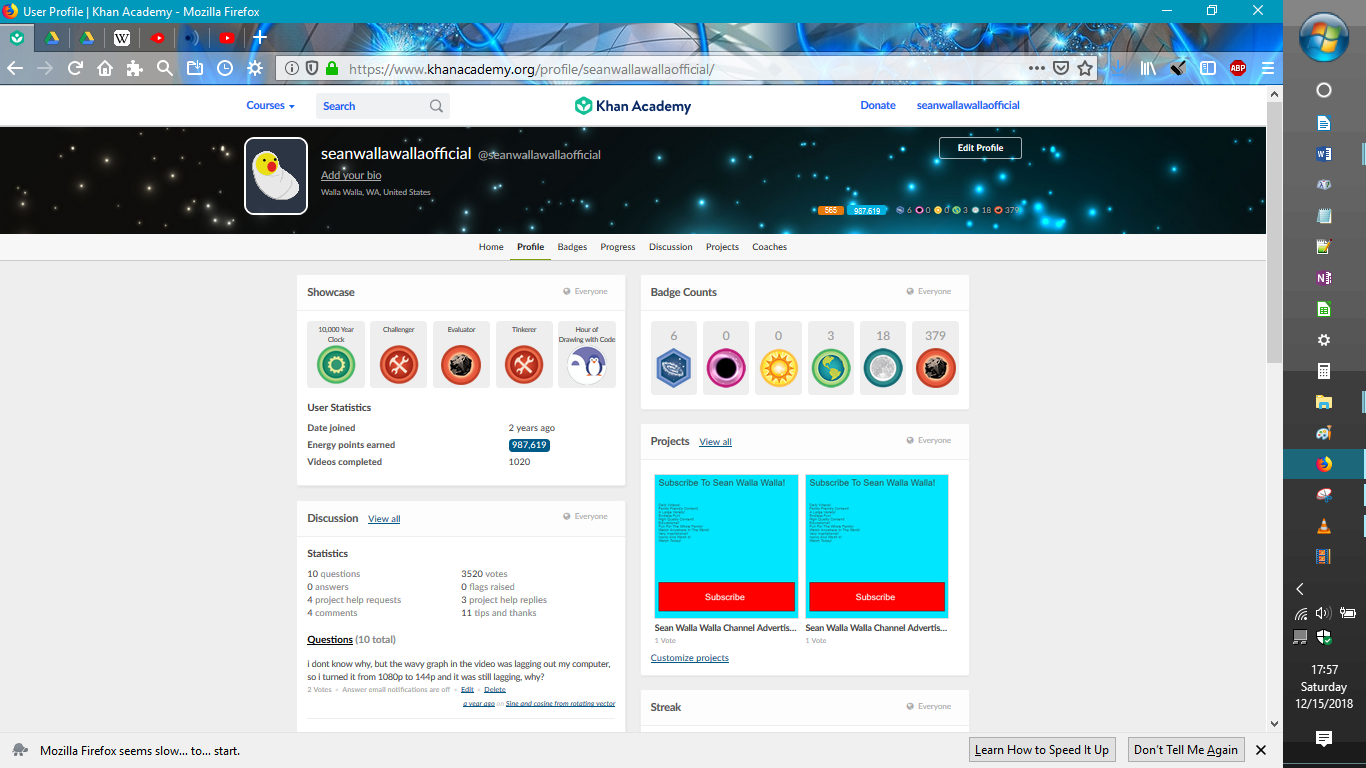 User Profile | Khan Academy - Mozilla Firefox
W
https://www.khanacademy.org/profile/seanwallawallaofficial/
ABP
Courses
Search
Khan Academy
Donate
seanwallawallaofficial
seanwallawallaofficial @seanwallawallaofficial
Edit Profile
Add your bio
Walla Walla, WA, United States
565 987,619 6 0 0 3 18 379
Home Profile Badges Progress Discussion Projects Coaches
Showcase Everyone
10,000 Year Clock
Challenger
Evaluator
Tinkerer
Hour of Drawing with Code
User Statistics
Date joined 2 years ago
Energy points earned 987,619
Videos completed 1020
Badge Counts Everyone
6 0 0 3 18 379
Projects View all Everyone
Subscribe To Sean Walla Walla!
Subscribe
Sean Walla Walla Channel Advertis...
1 Vote
Subscribe To Sean Walla Walla!
Subscribe
Sean Walla Walla Channel Advertis...
1 Vote
Customize projects
Discussion View all Everyone
Statistics
10 questions 3520 votes
0 answers 0 flags raised
4 project help requests 3 project help replies
4 comments 11 tips and thanks
Questions (10 total)
i dont know why, but the wavy graph in the video was lagging out my computer,
so i turned it from 1080p to 144p and it was still lagging, why?
2 Votes • Answer email notifications are off • Edit • Delete
a year ago on Sine and cosine from rotating vector
Streak Everyone
Mozilla Firefox seems slow... to... start.
Learn How to Speed It Up
Don't Tell Me Again
17:57
Saturday
12/15/2018